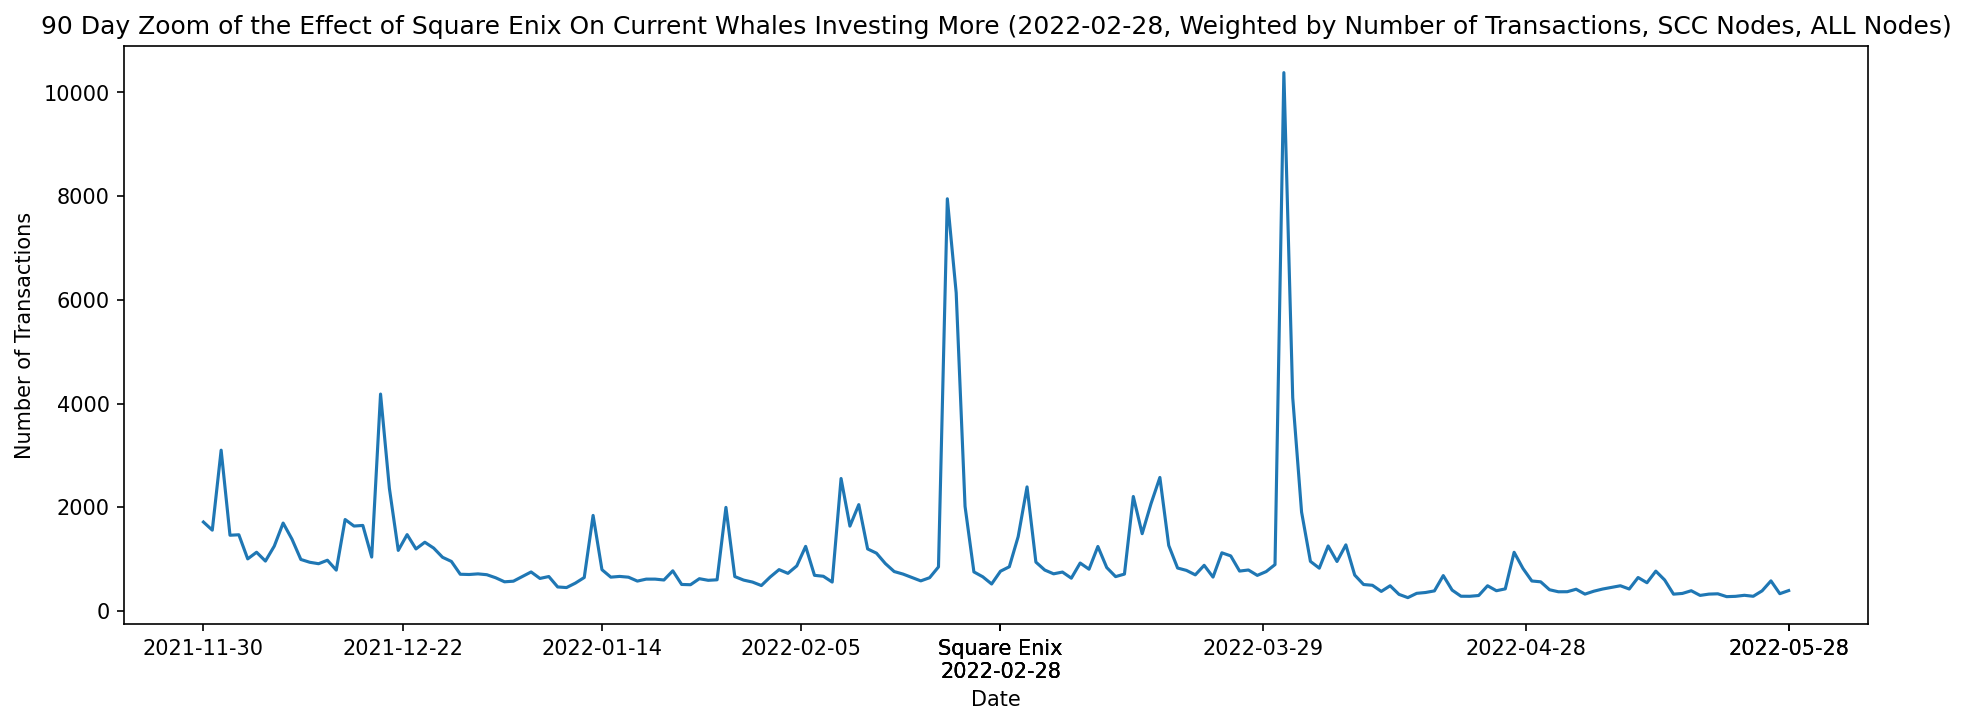 90 Day Zoom of the Effect of Square Enix On Current Whales Investing More (2022-02-28, Weighted by Number of Transactions, SCC Nodes, ALL Nodes)
Number of Transactions
10000
8000
6000
4000
2000
0
2021-11-30 2021-12-22 2022-01-14 2022-02-05 Square Enix 2022-03-29 2022-04-28 2022-05-28
2022-02-28
Date